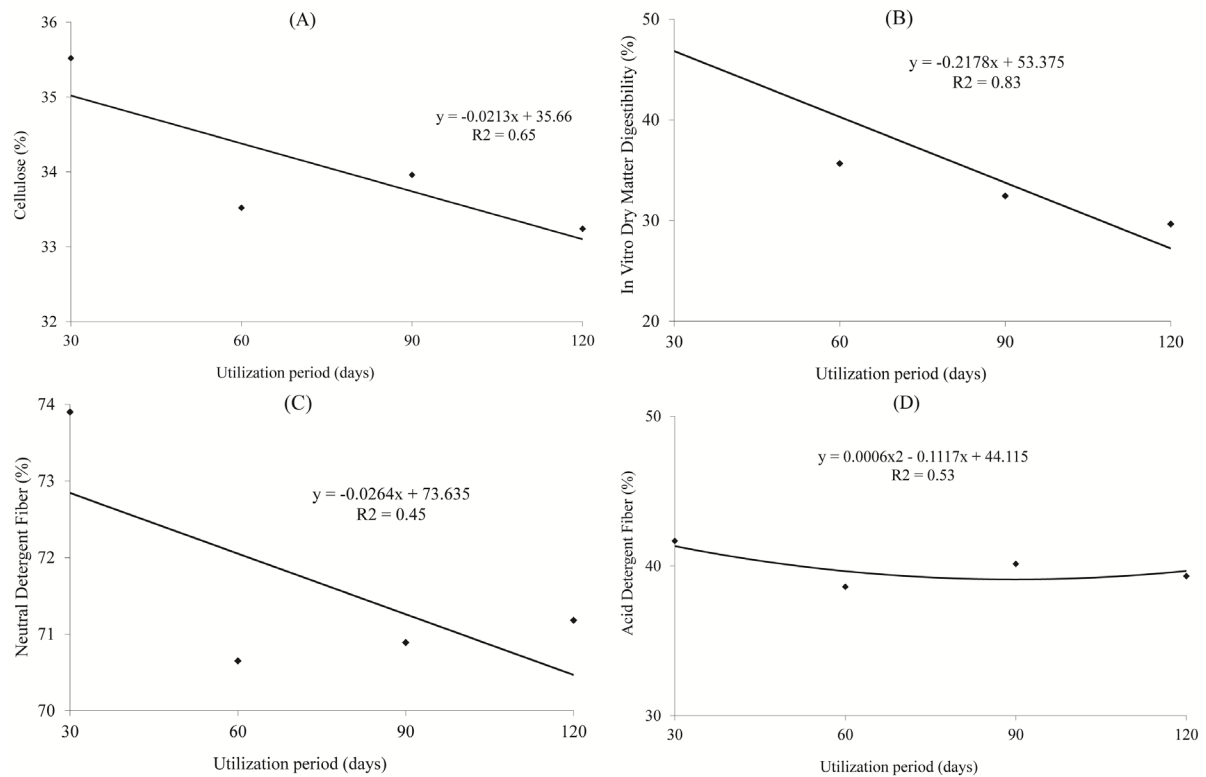 (A)
Cellulose (%)
36
35
34
33
32
y = -0.0213x + 35.66
R2 = 0.65
30 60 90 120
Utilization period (days)
(B)
In Vitro Dry Matter Digestibility (%)
50
40
30
20
y = -0.2178x + 53.375
R2 = 0.83
30 60 90 120
Utilization period (days)
(C)
Neutral Detergent Fiber (%)
74
73
72
71
70
y = -0.0264x + 73.635
R2 = 0.45
30 60 90 120
Utilization period (days)
(D)
Acid Detergent Fiber (%)
50
40
30
y = 0.0006x2 - 0.1117x + 44.115
R2 = 0.53
30 60 90 120
Utilization period (days)